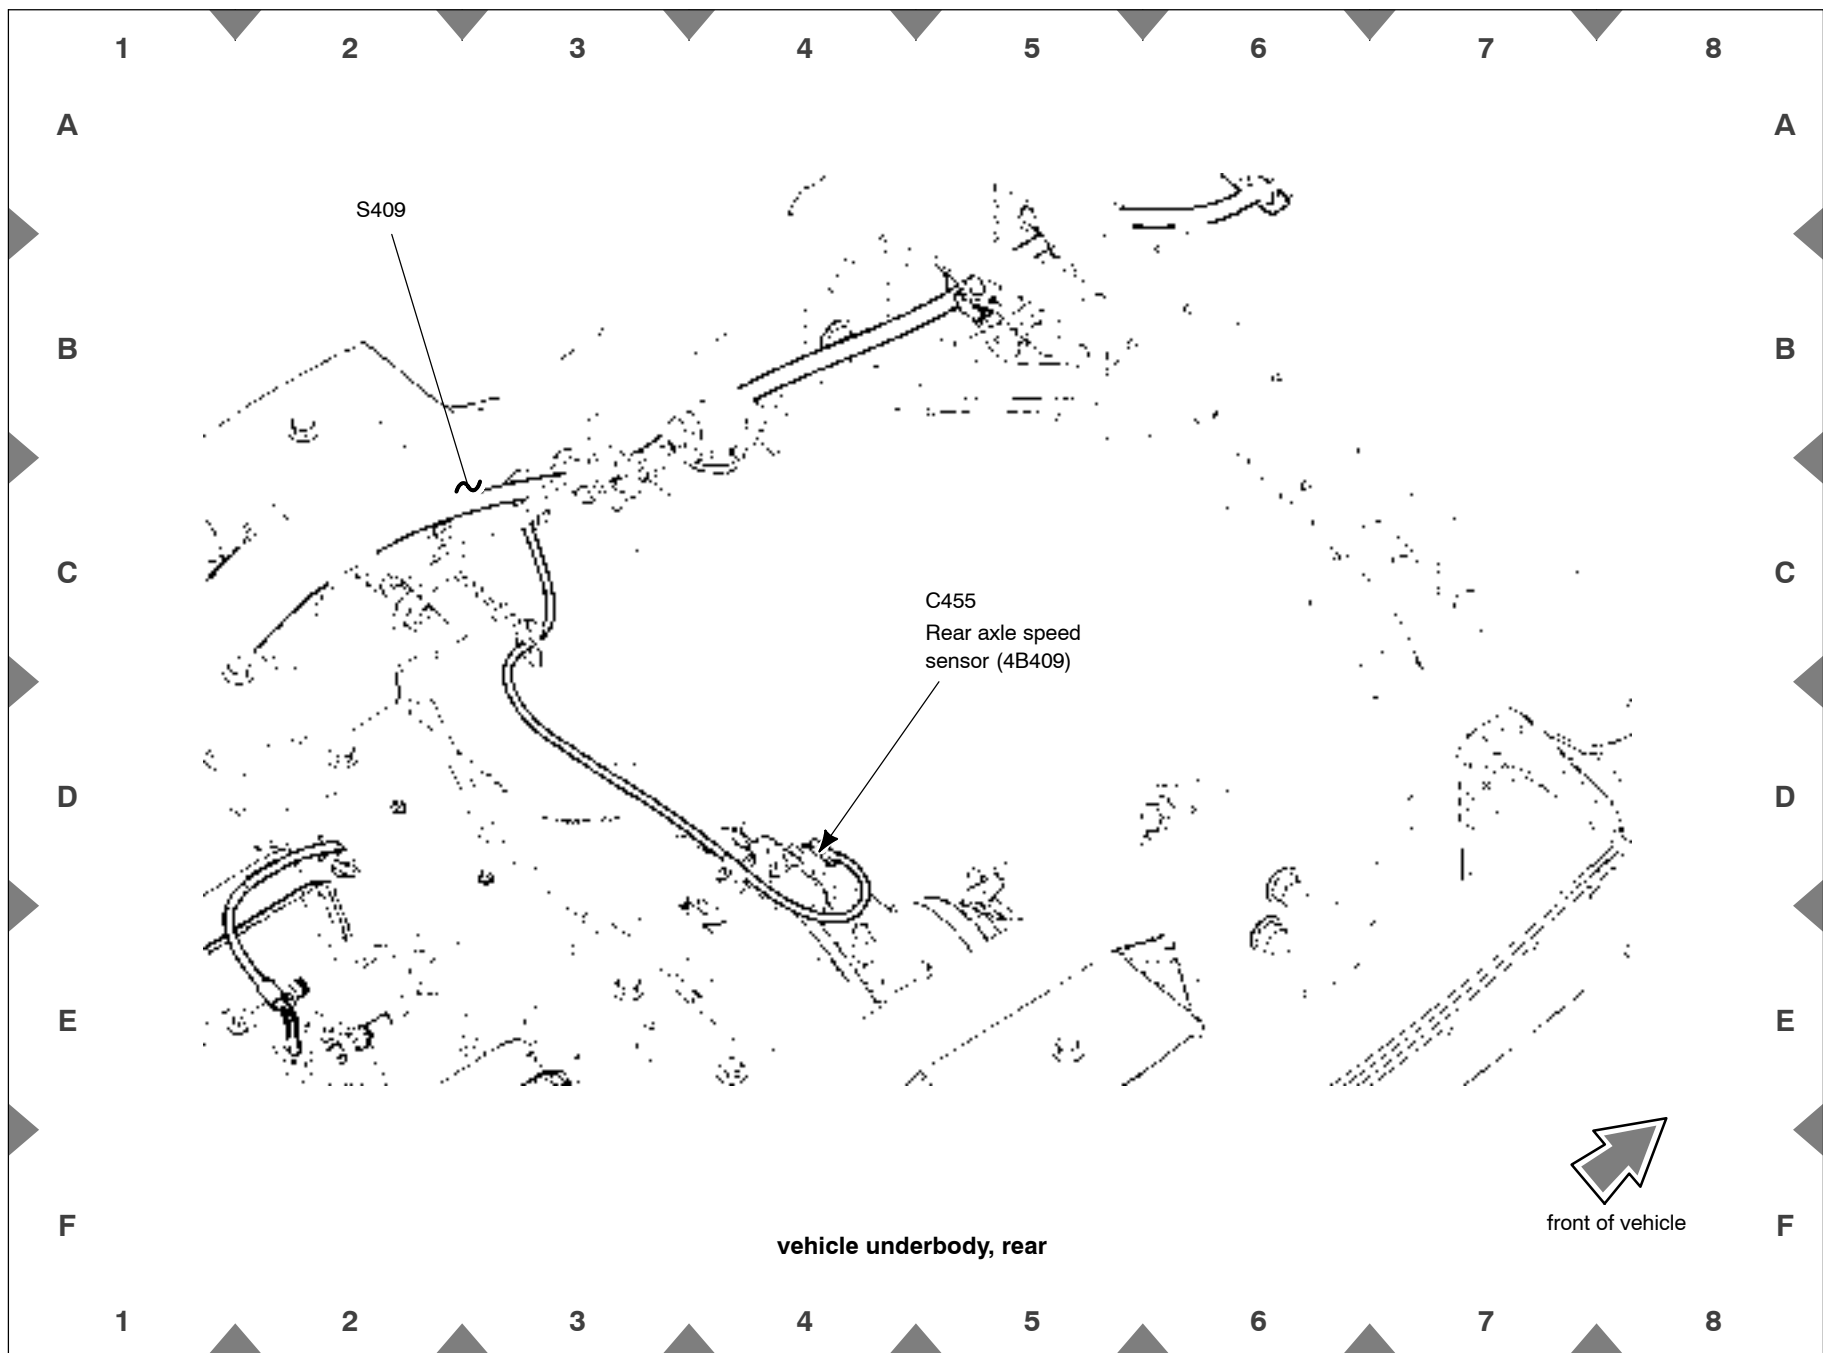 1 2 3 4 5 6 7 8
A A
S409
B B
C C
C455
Rear axle speed
sensor (4B409)
D D
E E
front of vehicle
F F
vehicle underbody, rear
1 2 3 4 5 6 7 8